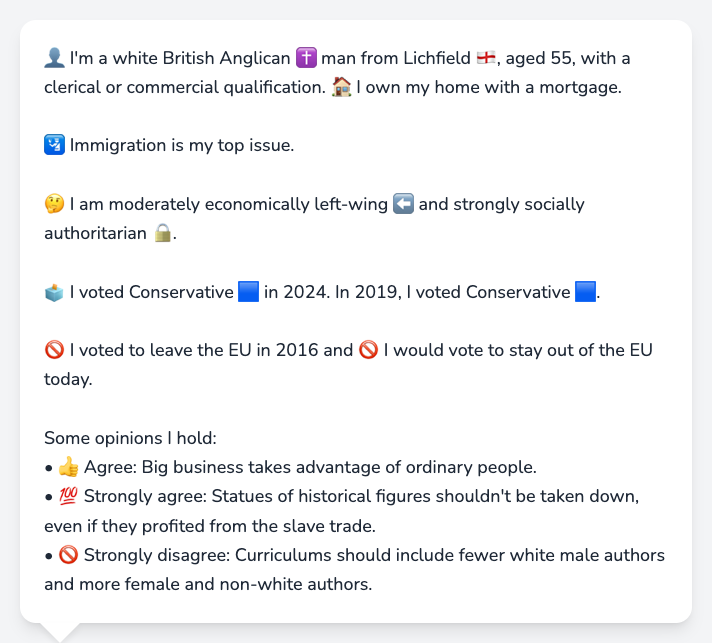 👤 I'm a white British Anglican ✝️ man from Lichfield 🏴󠁧󠁢󠁥󠁮󠁧󠁿, aged 55, with a
clerical or commercial qualification. 🏠 I own my home with a mortgage.
🛂 Immigration is my top issue.
🤔 I am moderately economically left-wing ⬅️ and strongly socially
authoritarian 🔒.
🗳️ I voted Conservative 🟦 in 2024. In 2019, I voted Conservative 🟦.
🚫 I voted to leave the EU in 2016 and 🚫 I would vote to stay out of the EU
today.
Some opinions I hold:
• 👍 Agree: Big business takes advantage of ordinary people.
• 💯 Strongly agree: Statues of historical figures shouldn't be taken down,
even if they profited from the slave trade.
• 🚫 Strongly disagree: Curriculums should include fewer white male authors
and more female and non-white authors.